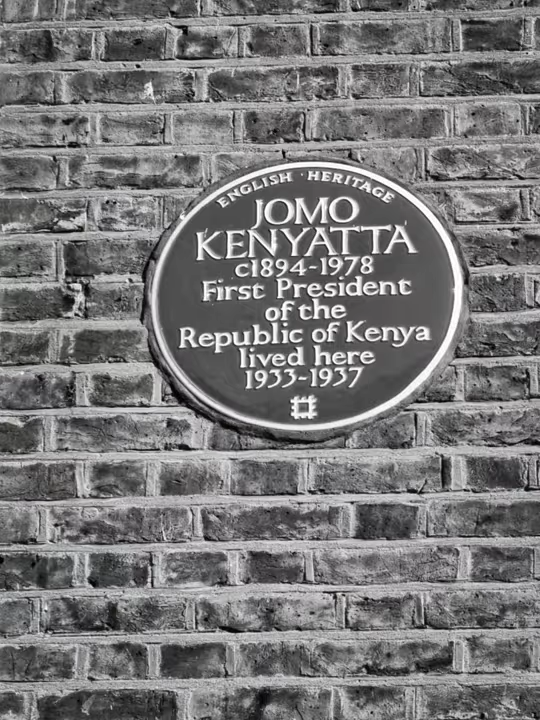 ENGLISH HERITAGE
JOMO
KENYATTA
c1894-1978
First President
of the
Republic of Kenya
lived here
1933-1937